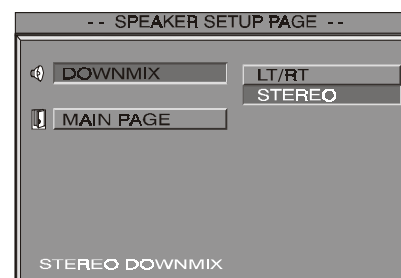 -- SPEAKER SETUP PAGE --
DOWNMIX
LT/RT
STEREO
MAIN PAGE
STEREO DOWNMIX